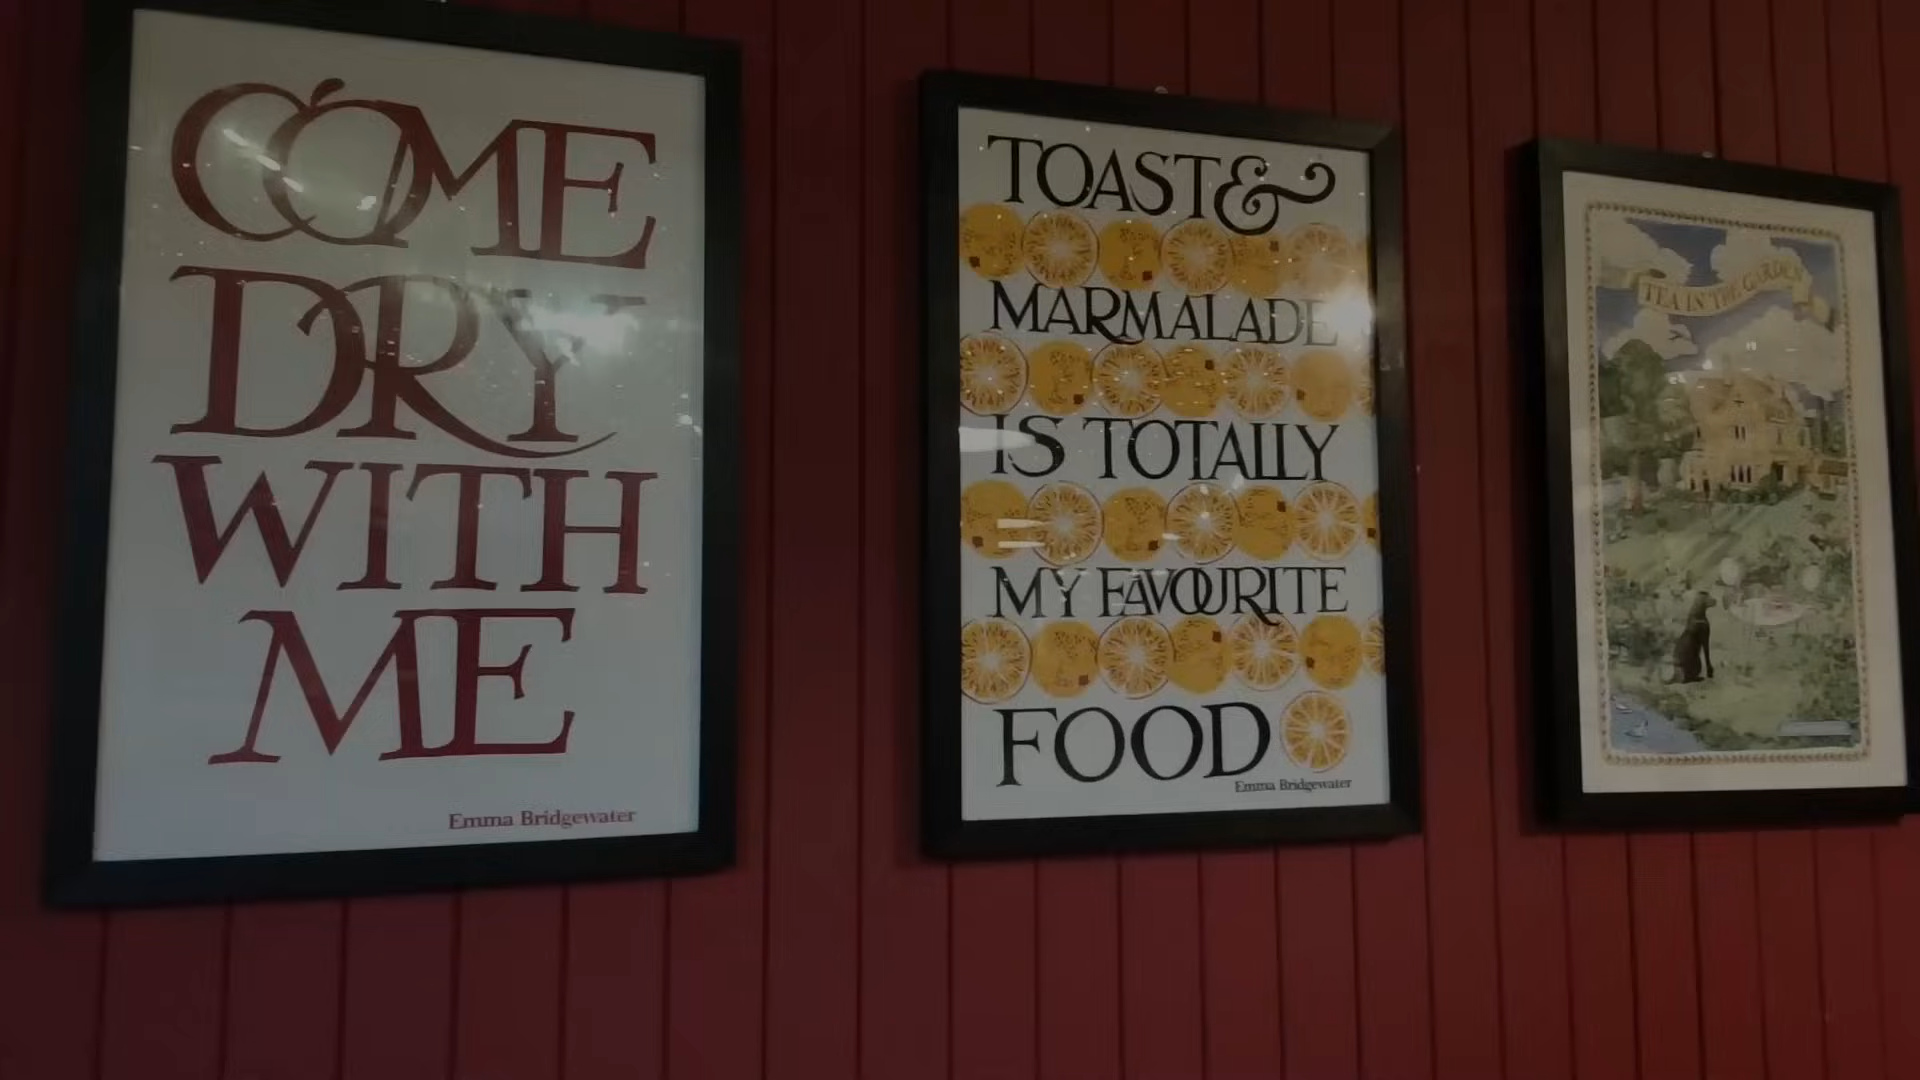 COME
DRY
WITH
ME
Emma Bridgewater
TOAST &
MARMALADE
IS TOTALLY
MY FAVOURITE
FOOD
Emma Bridgewater
TEA IN THE GARDEN